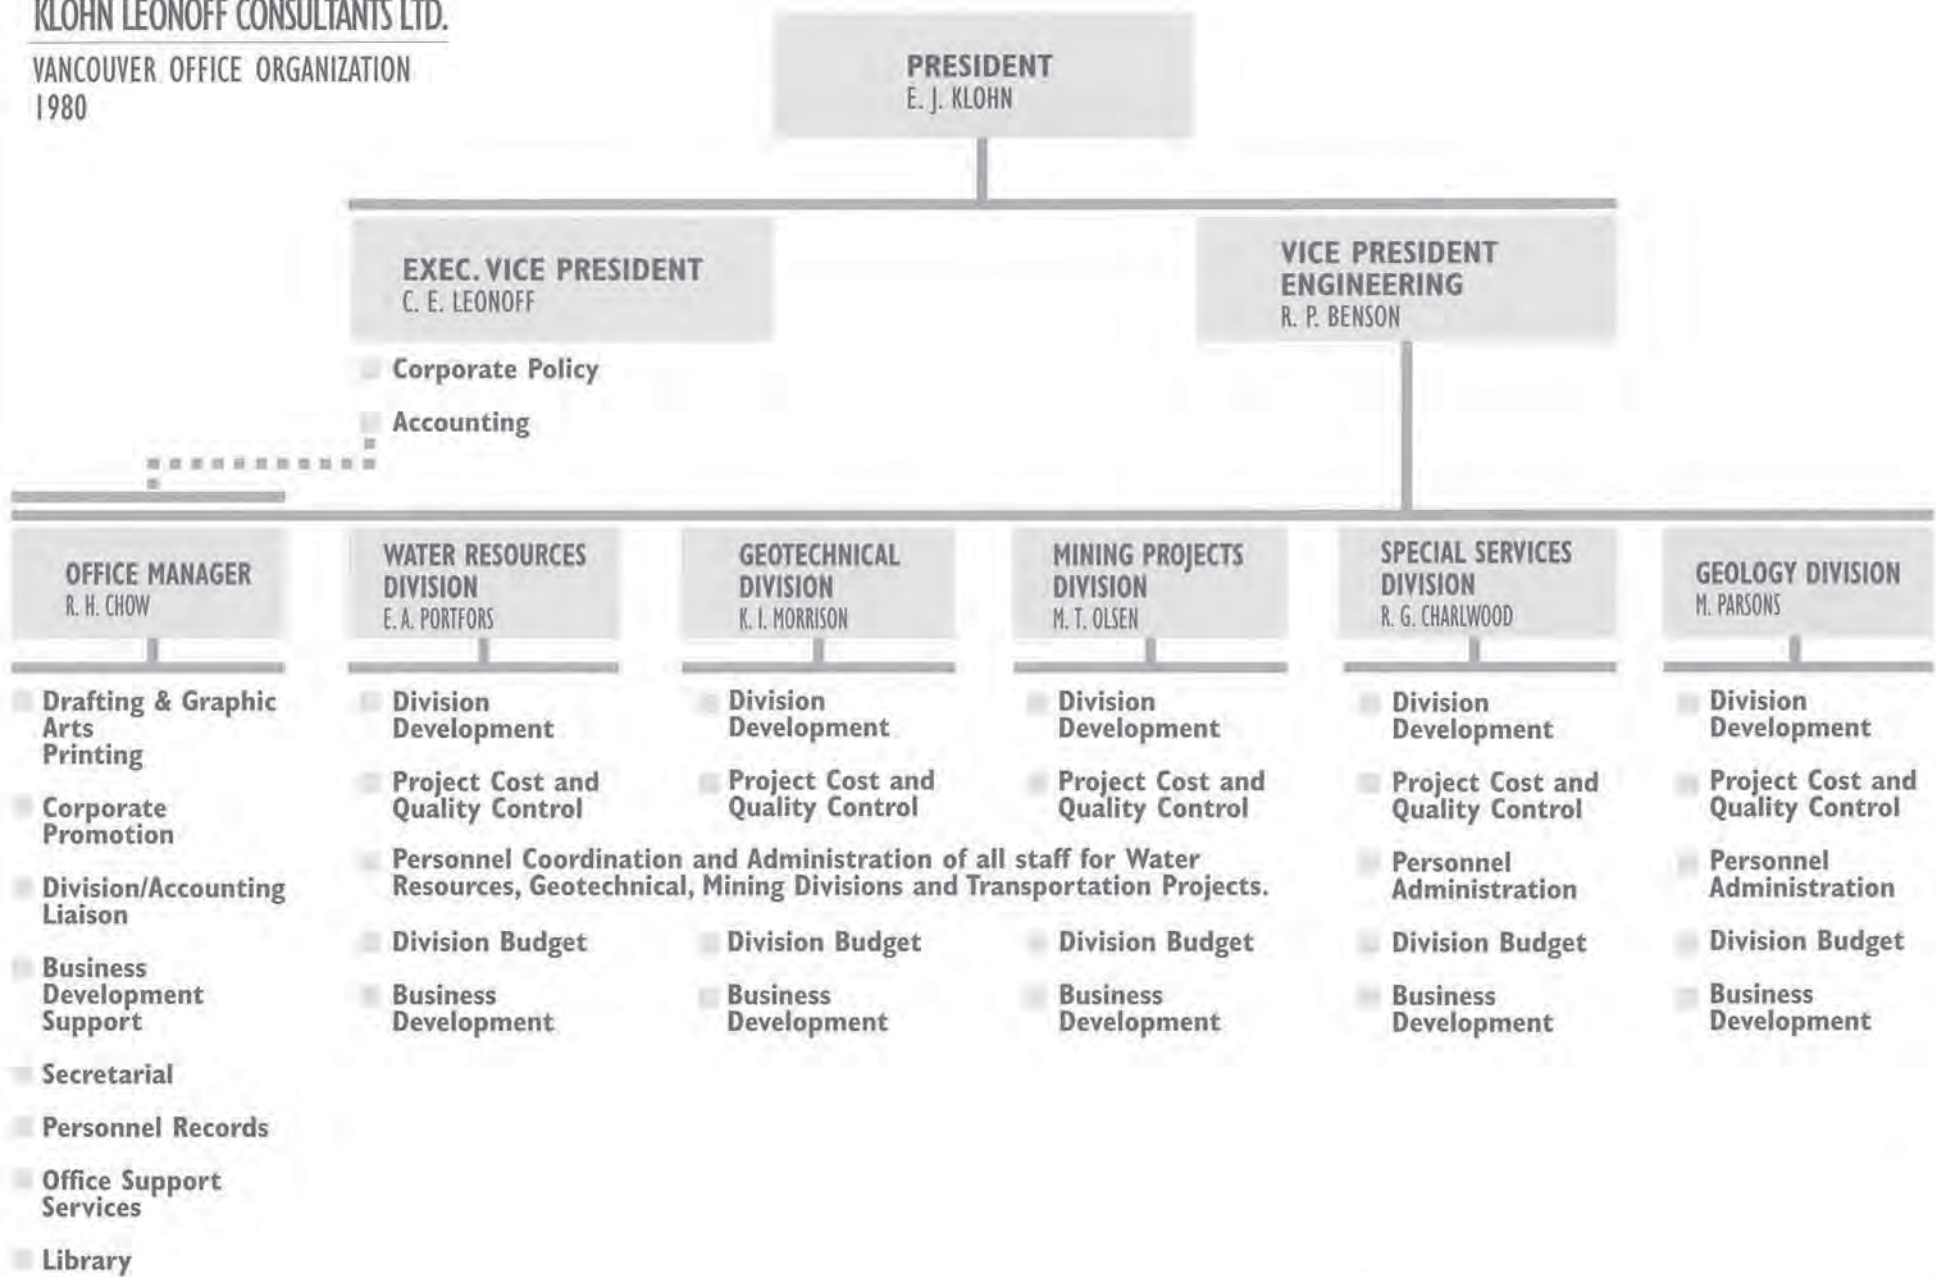 KLOHN LEONOFF CONSULTANTS LTD.
VANCOUVER OFFICE ORGANIZATION
1980
PRESIDENT
E. J. KLOHN
EXEC. VICE PRESIDENT
C. E. LEONOFF
Corporate Policy
Accounting
VICE PRESIDENT
ENGINEERING
R. P. BENSON
OFFICE MANAGER
R. H. CHOW
Drafting & Graphic
Arts
Printing
Corporate
Promotion
Division/Accounting
Liaison
Business
Development
Support
Secretarial
Personnel Records
Office Support
Services
Library
WATER RESOURCES
DIVISION
E. A. PORTFORS
Division
Development
Project Cost and
Quality Control
Personnel Coordination and Administration of all staff for Water
Resources, Geotechnical, Mining Divisions and Transportation Projects.
Division Budget
Business
Development
GEOTECHNICAL
DIVISION
K. I. MORRISON
Division
Development
Project Cost and
Quality Control
Division Budget
Business
Development
MINING PROJECTS
DIVISION
M. T. OLSEN
Division
Development
Project Cost and
Quality Control
Division Budget
Business
Development
SPECIAL SERVICES
DIVISION
R. G. CHARLWOOD
Division
Development
Project Cost and
Quality Control
Personnel
Administration
Division Budget
Business
Development
GEOLOGY DIVISION
M. PARSONS
Division
Development
Project Cost and
Quality Control
Personnel
Administration
Division Budget
Business
Development